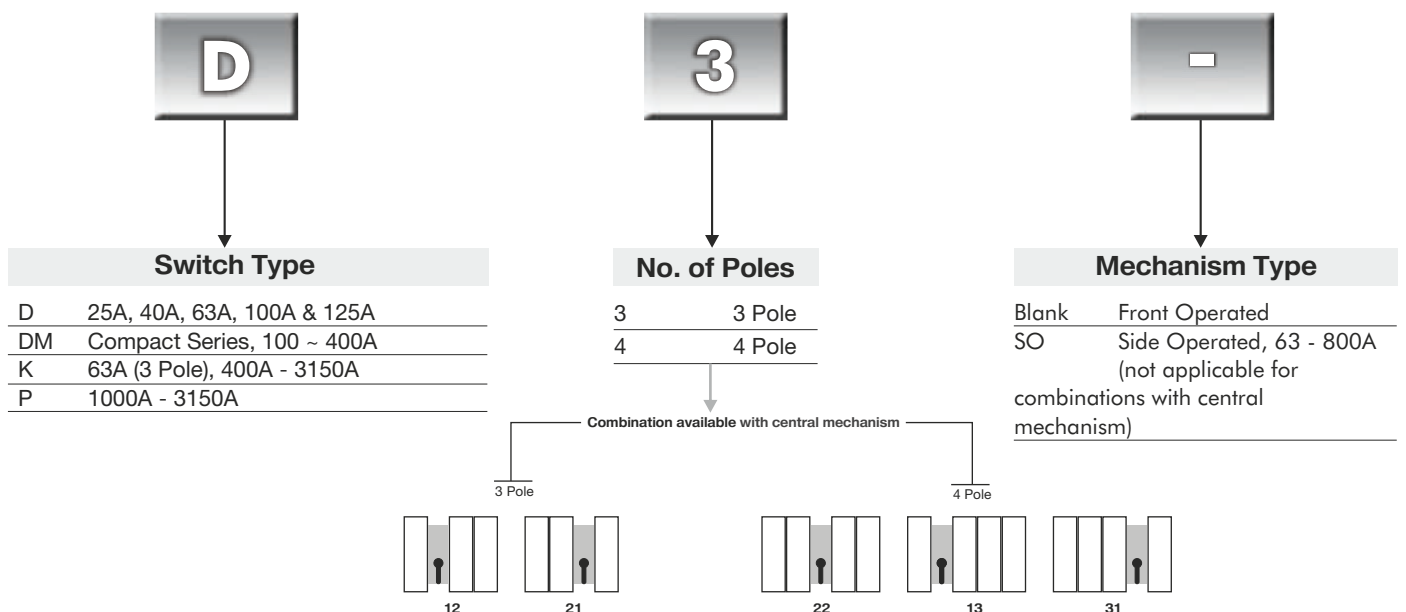 D
3
-
Switch Type
D 25A, 40A, 63A, 100A & 125A
DM Compact Series, 100 ~ 400A
K 63A (3 Pole), 400A - 3150A
P 1000A - 3150A
No. of Poles
3 3 Pole
4 4 Pole
Mechanism Type
Blank Front Operated
SO Side Operated, 63 - 800A
(not applicable for
combinations with central
mechanism)
Combination available with central mechanism
3 Pole
4 Pole
12
21
22
13
31